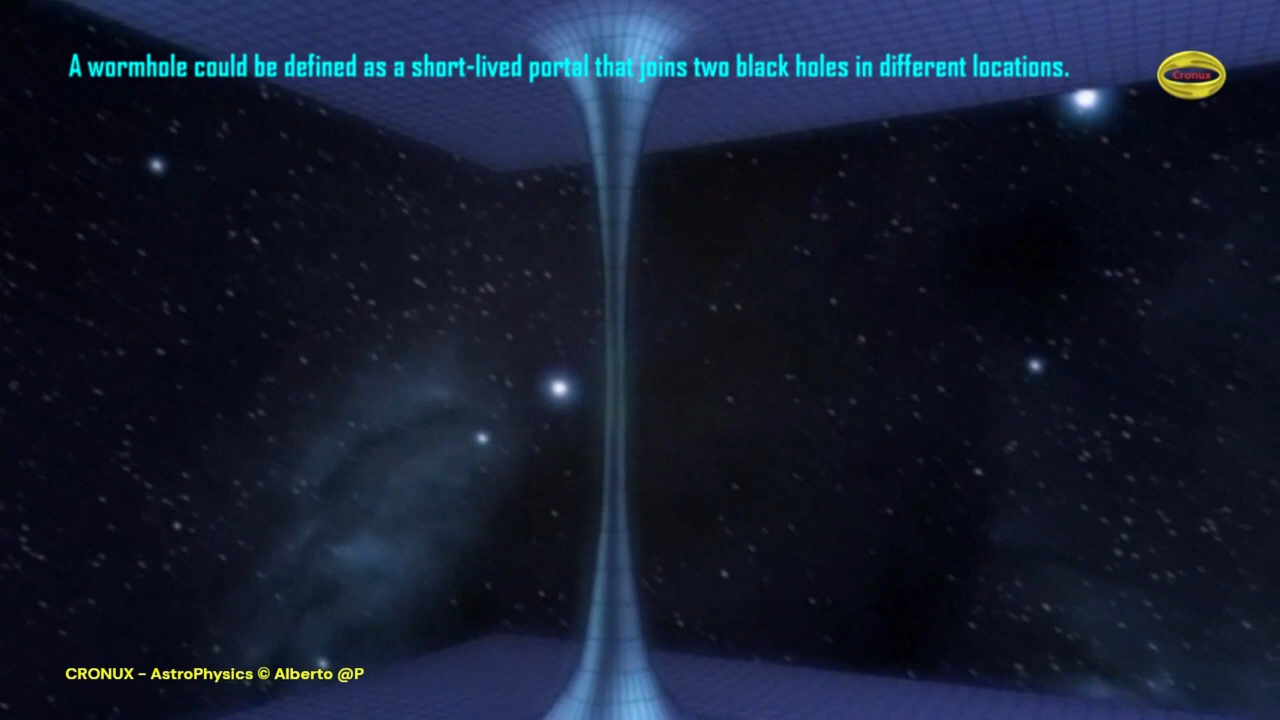 A wormhole could be defined as a short-lived portal that joins two black holes in different locations.
Cronux
CRONUX – AstroPhysics © Alberto @P